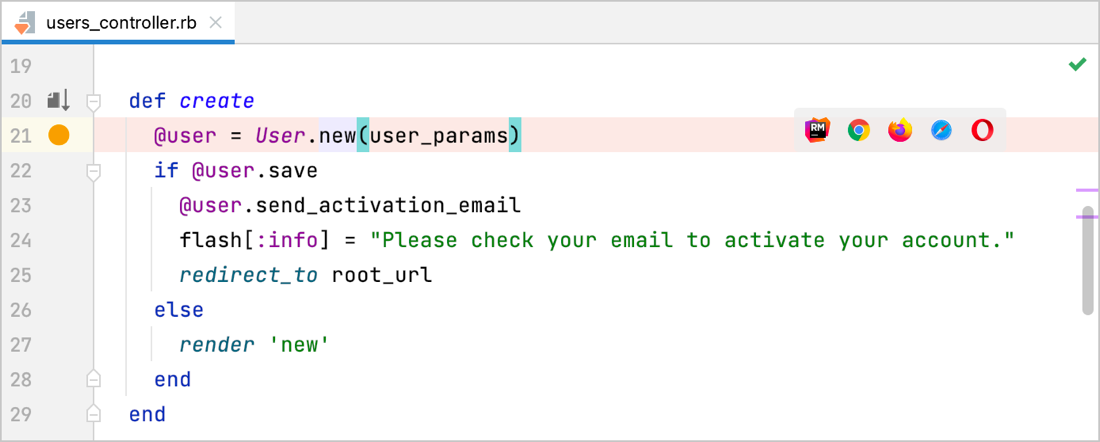 users_controller.rb
19
20 def create
21 @user = User.new(user_params)
RM
22 if @user.save
23 @user.send_activation_email
24 flash[:info] = "Please check your email to activate your account."
25 redirect_to root_url
26 else
27 render 'new'
28 end
29 end